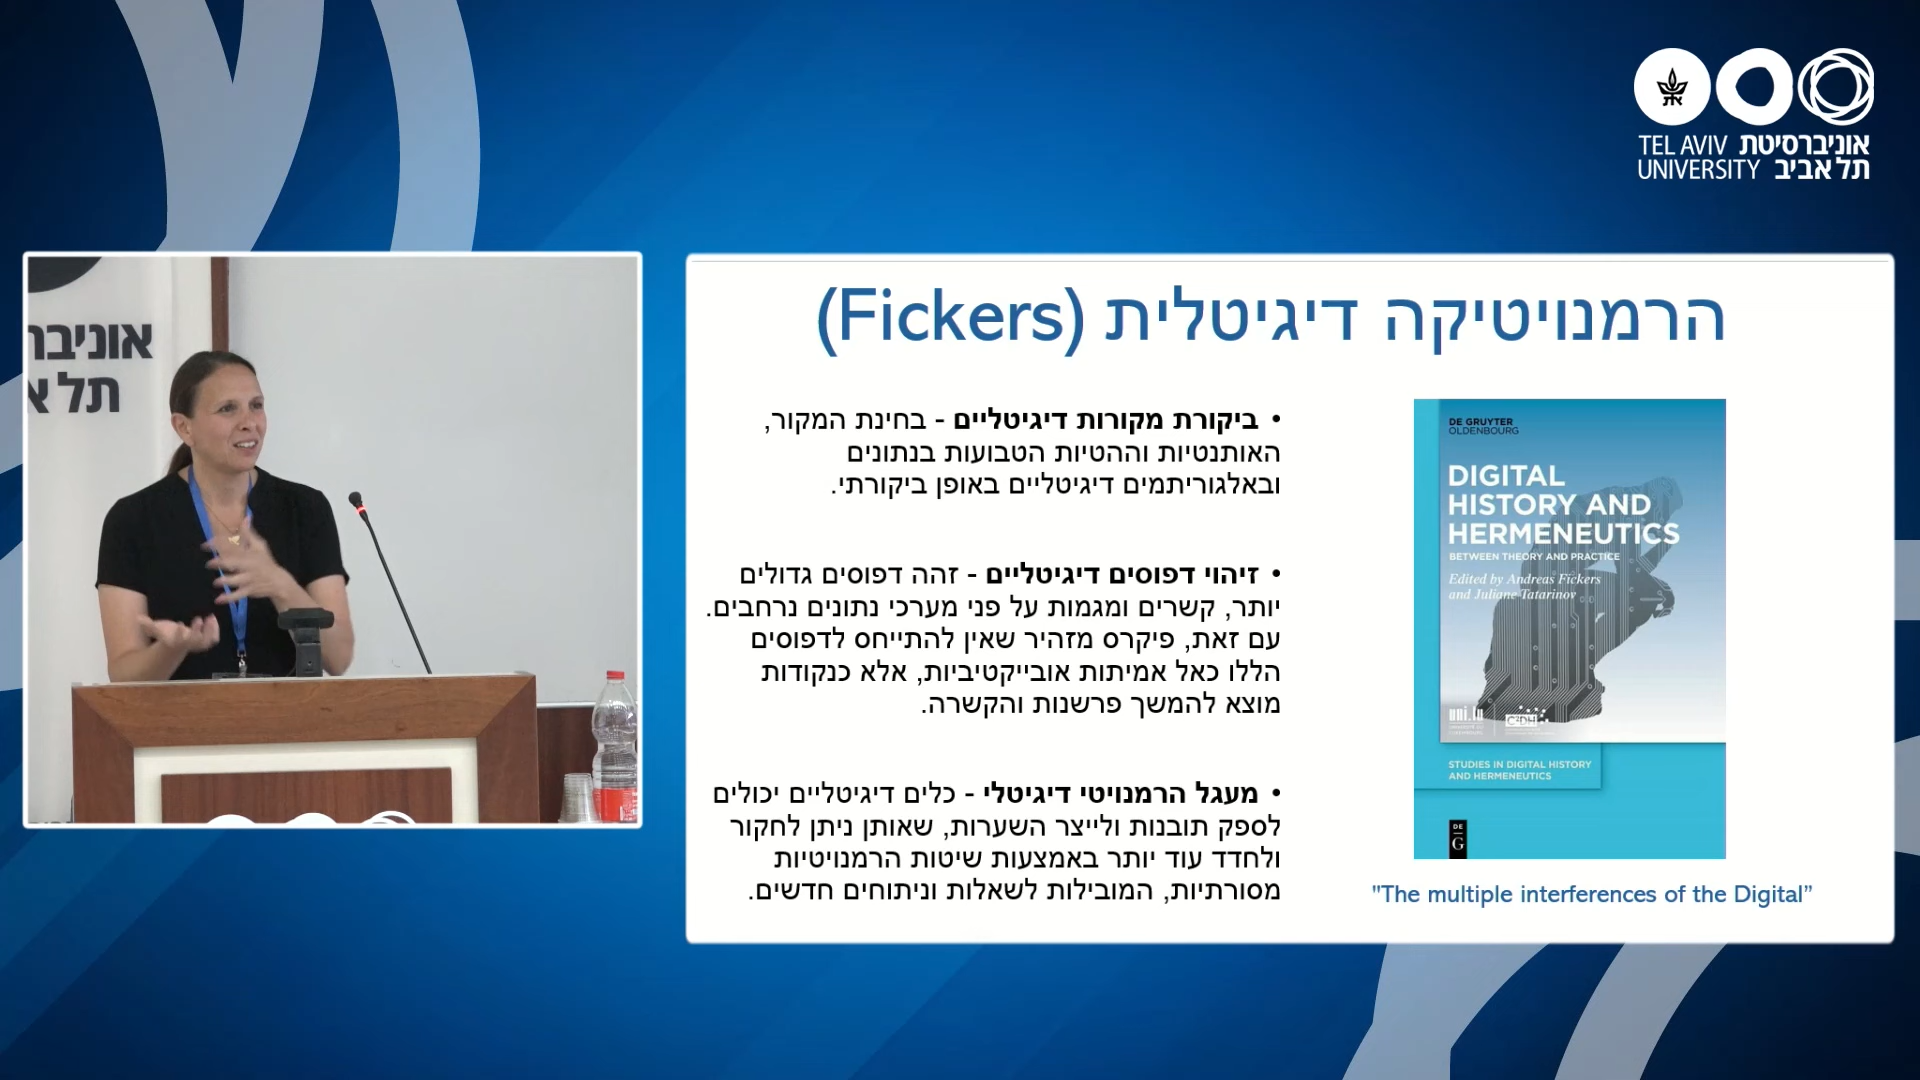 TEL AVIV אוניברסיטת
UNIVERSITY תל אביב
הרמנויטיקה דיגיטלית (Fickers)
• ביקורת מקורות דיגיטליים - בחינת המקור,
האותנטיות וההטיות הטבועות בנתונים
ובאלגוריתמים דיגיטליים באופן ביקורתי.
• זיהוי דפוסים דיגיטליים - זהה דפוסים גדולים
יותר, קשרים ומגמות על פני מערכי נתונים נרחבים.
עם זאת, פיקרס מזהיר שאין להתייחס לדפוסים
הללו כאל אמיתות אובייקטיביות, אלא כנקודות
מוצא להמשך פרשנות והקשרה.
• מעגל הרמנויטי דיגיטלי - כלים דיגיטליים יכולים
לספק תובנות ולייצר השערות, שאותן ניתן לחקור
ולחדד עוד יותר באמצעות שיטות הרמנויטיות
מסורתיות, המובילות לשאלות וניתוחים חדשים.
DE GRUYTER
OLDENBOURG
DIGITAL
HISTORY AND
HERMENEUTICS
BETWEEN THEORY AND PRACTICE
Edited by Andreas Fickers
and Juliane Tatarinov
uni.lu
C²DH
STUDIES IN DIGITAL HISTORY
AND HERMENEUTICS
DE
G
"The multiple interferences of the Digital”
אוניבר
תל א